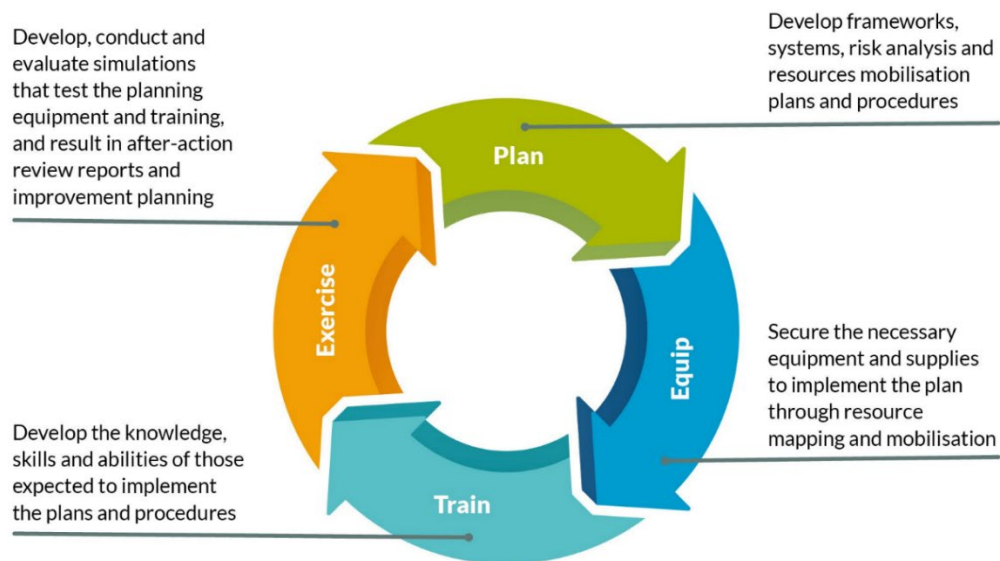 Develop, conduct and
evaluate simulations
that test the planning
equipment and training,
and result in after-action
review reports and
improvement planning
Develop frameworks,
systems, risk analysis and
resources mobilisation
plans and procedures
Plan
Exercise
Equip
Secure the necessary
equipment and supplies
to implement the plan
through resource
mapping and mobilisation
Develop the knowledge,
skills and abilities of those
expected to implement
the plans and procedures
Train